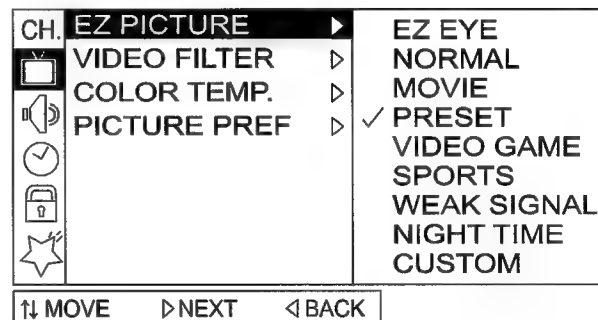 CH.
EZ PICTURE
VIDEO FILTER
COLOR TEMP.
PICTURE PREF
EZ EYE
NORMAL
MOVIE
✓ PRESET
VIDEO GAME
SPORTS
WEAK SIGNAL
NIGHT TIME
CUSTOM
↑↓ MOVE ▷ NEXT ◁ BACK